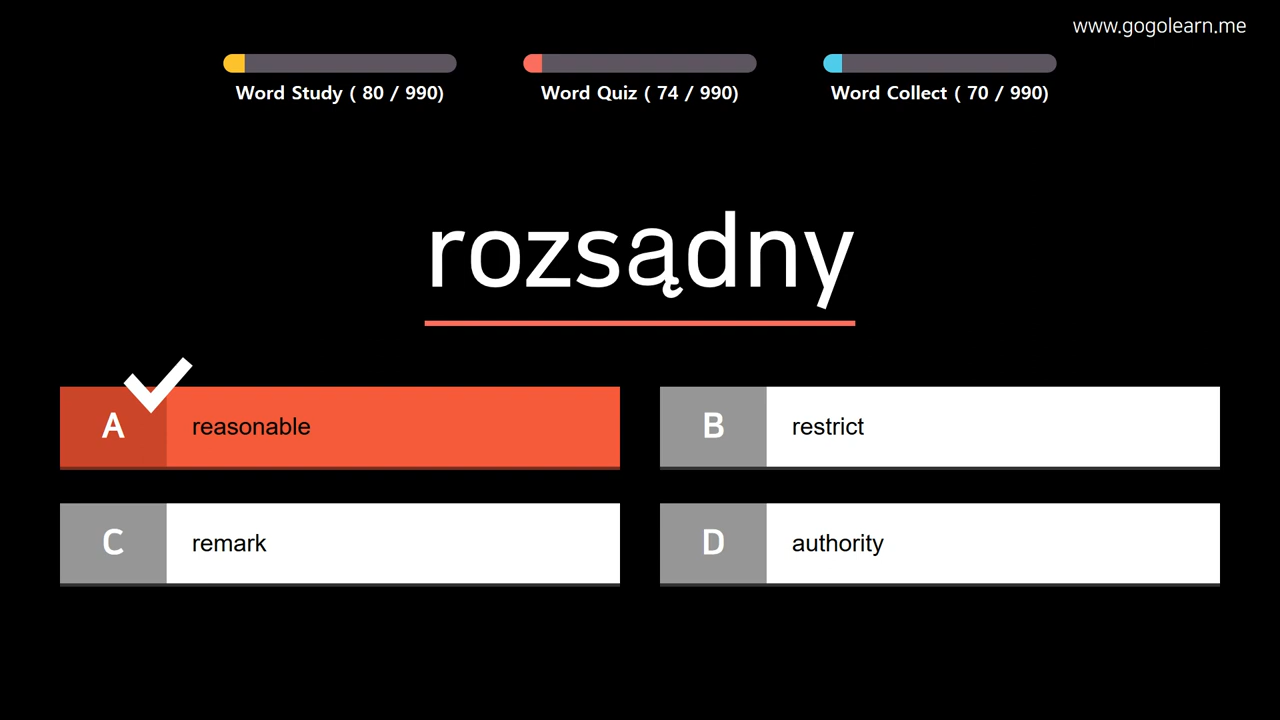 www.gogolearn.me
Word Study ( 80 / 990)
Word Quiz ( 74 / 990)
Word Collect ( 70 / 990)
rozsądny
A reasonable
B restrict
C remark
D authority